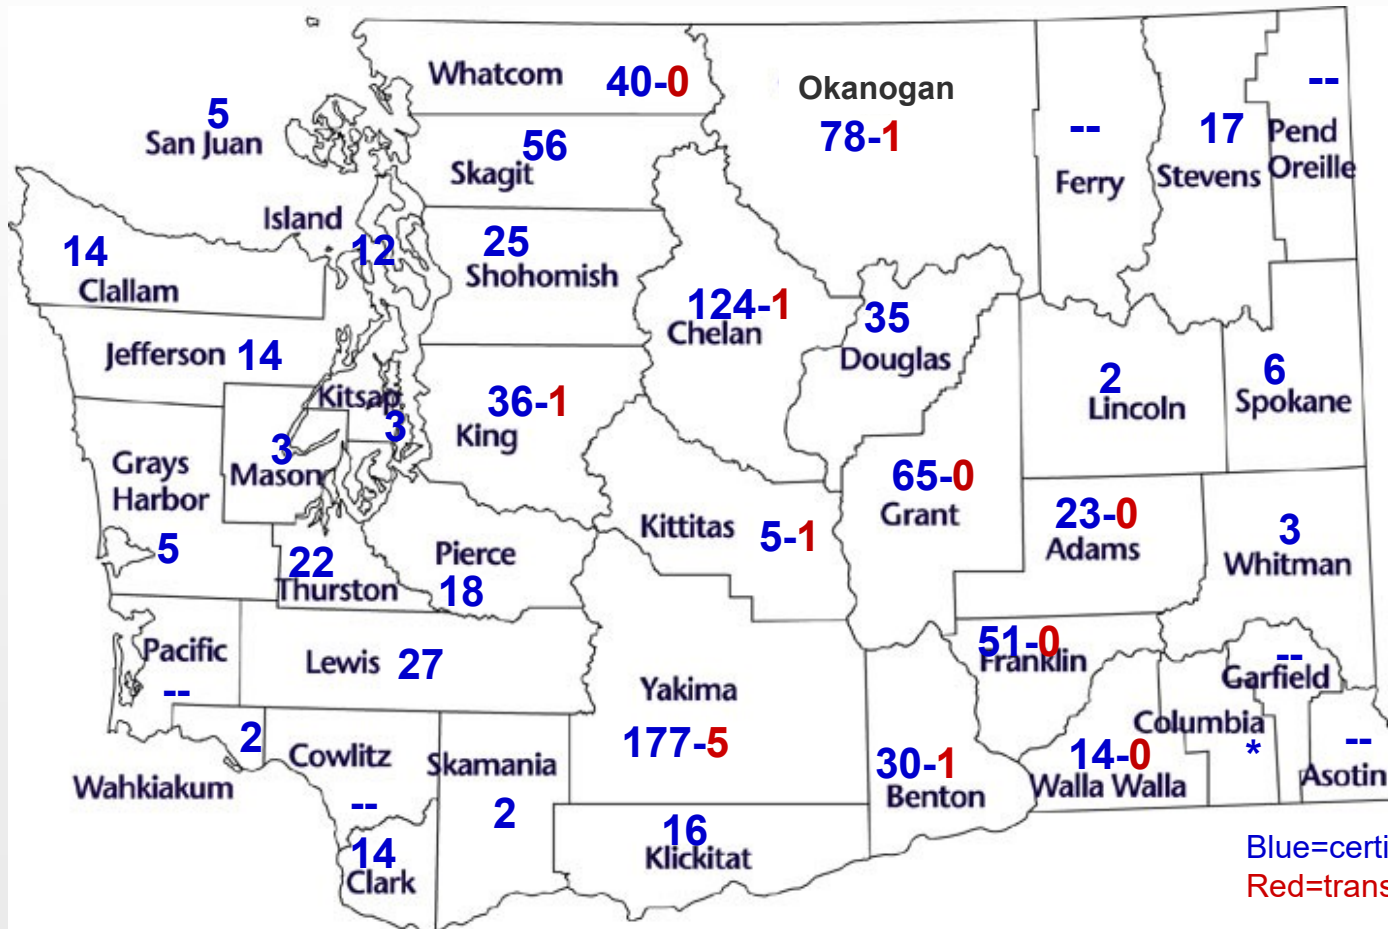 Whatcom 40-0
Okanogan
78-1
--
17
--
5
San Juan
56
Skagit
Ferry
Stevens
Pend
Oreille
Island
12
14
Clallam
25
Shohomish
124-1
Chelan
35
Douglas
Jefferson 14
Kitsap
3
36-1
King
2
Lincoln
6
Spokane
3
Mason
Grays
Harbor
5
65-0
Grant
Kittitas 5-1
23-0
Adams
3
Whitman
22
Thurston
Pierce
18
Pacific
--
Lewis 27
51-0
Franklin
--
Garfield
Yakima
177-5
2
Wahkiakum
Cowlitz
--
Skamania
2
30-1
Benton
14-0
Walla Walla
Columbia
*
--
Asotin
14
Clark
16
Klickitat
Blue=certi
Red=trans